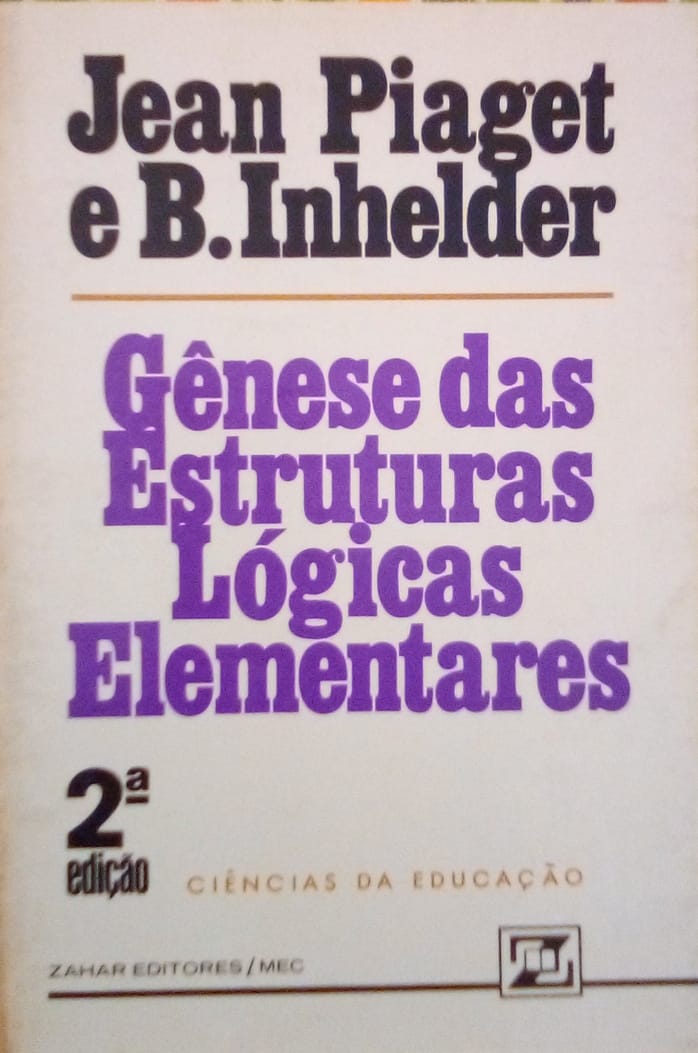 Jean Piaget
e B. Inhelder
Gênese das
Estruturas
Lógicas
Elementares
2ª
edição
CIÊNCIAS DA EDUCAÇÃO
ZAHAR EDITORES/MEC